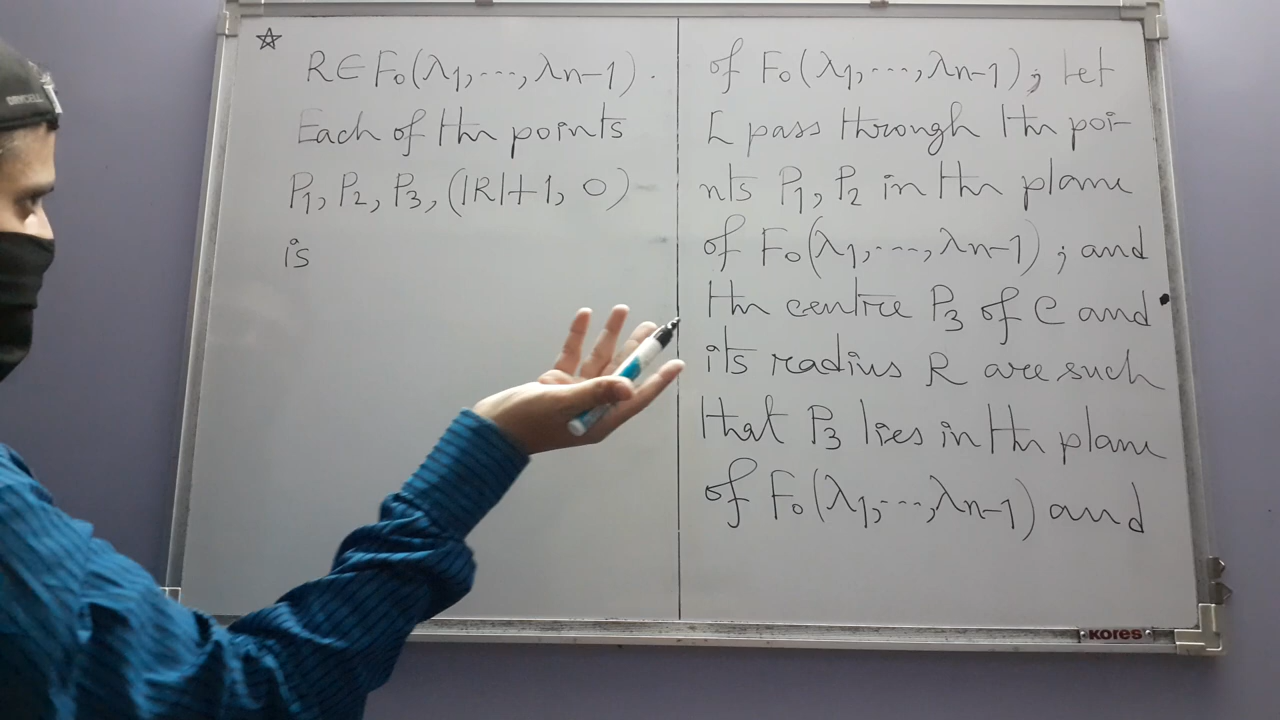 ☆
R ∈ F₀(λ₁, ..., λn-1).
Each of the points
P₁, P₂, P₃, (|R|+1, 0)
is
of F₀(λ₁, ..., λn-1); let
L pass through the poi-
nts P₁, P₂ in the plane
of F₀(λ₁, ..., λn-1); and
the centre P₃ of C and
its radius R are such
that P₃ lies in the plane
of F₀(λ₁, ..., λn-1) and
KORES